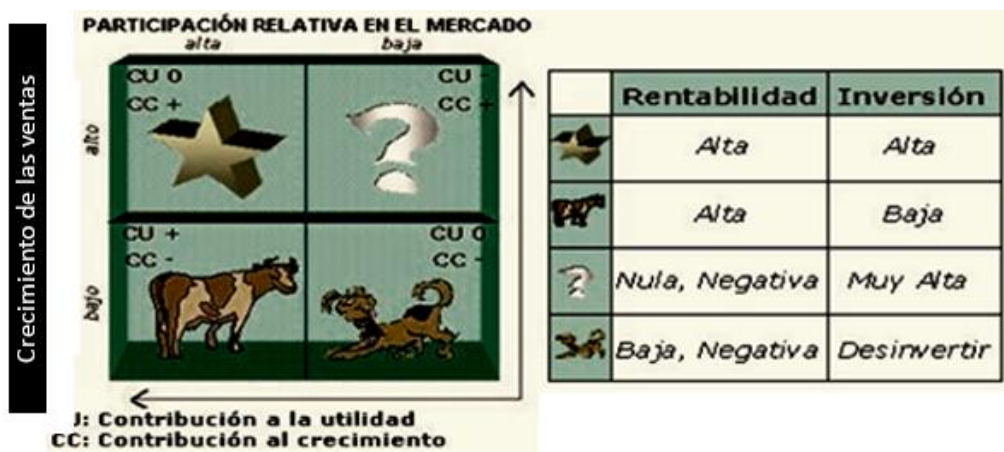 PARTICIPACIÓN RELATIVA EN EL MERCADO
alta baja
Crecimiento de las ventas
alto
CU 0 CU -
CC + CC +
?
bajo
CU + CU 0
CC - CC -
J: Contribución a la utilidad
CC: Contribución al crecimiento
Rentabilidad Inversión
Alta Alta
Alta Baja
? Nula, Negativa Muy Alta
Baja, Negativa Desinvertir